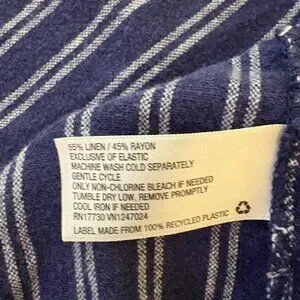 55% LINEN / 45% RAYON
EXCLUSIVE OF ELASTIC
MACHINE WASH COLD SEPARATELY
GENTLE CYCLE
ONLY NON-CHLORINE BLEACH IF NEEDED
TUMBLE DRY LOW, REMOVE PROMPTLY
COOL IRON IF NEEDED
RN17730 VN1247024
LABEL MADE FROM 100% RECYCLED PLASTIC